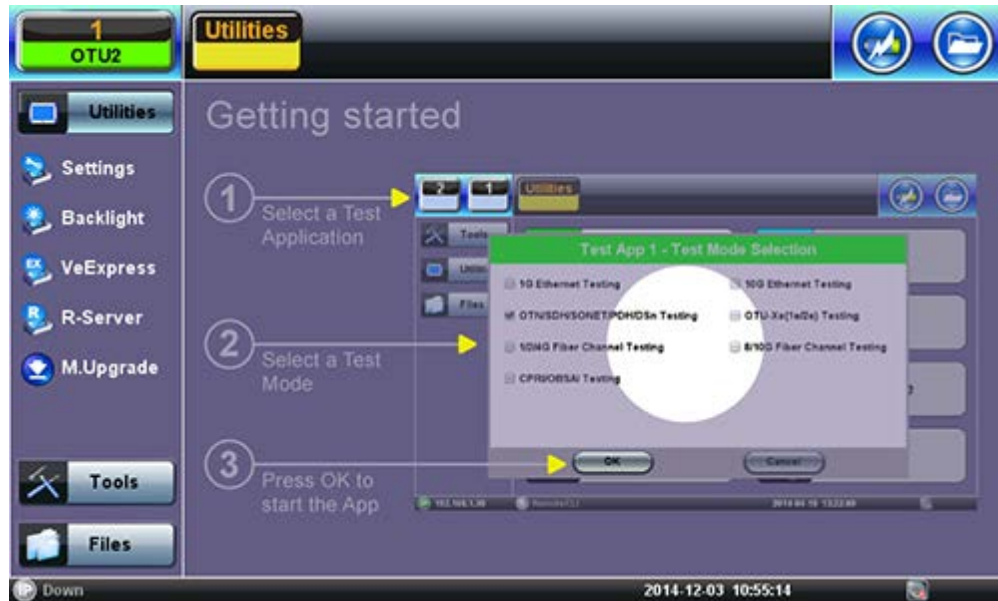 1
OTU2
Utilities
Utilities
Settings
Backlight
VeExpress
R-Server
M.Upgrade
Tools
Files
Getting started
1
Select a Test
Application
2
Select a Test
Mode
3
Press OK to
start the App
2 1 Utilities
Tools
Files
Test App 1 - Test Mode Selection
1G Ethernet Testing
10G Ethernet Testing
OTN/SDH/SONET/PDH/DSn Testing
OTU-Xe(1e/2e) Testing
1/2/4G Fiber Channel Testing
8/10G Fiber Channel Testing
CPRI/OBSAI Testing
OK
Cancel
IP Down
2014-12-03 10:55:14